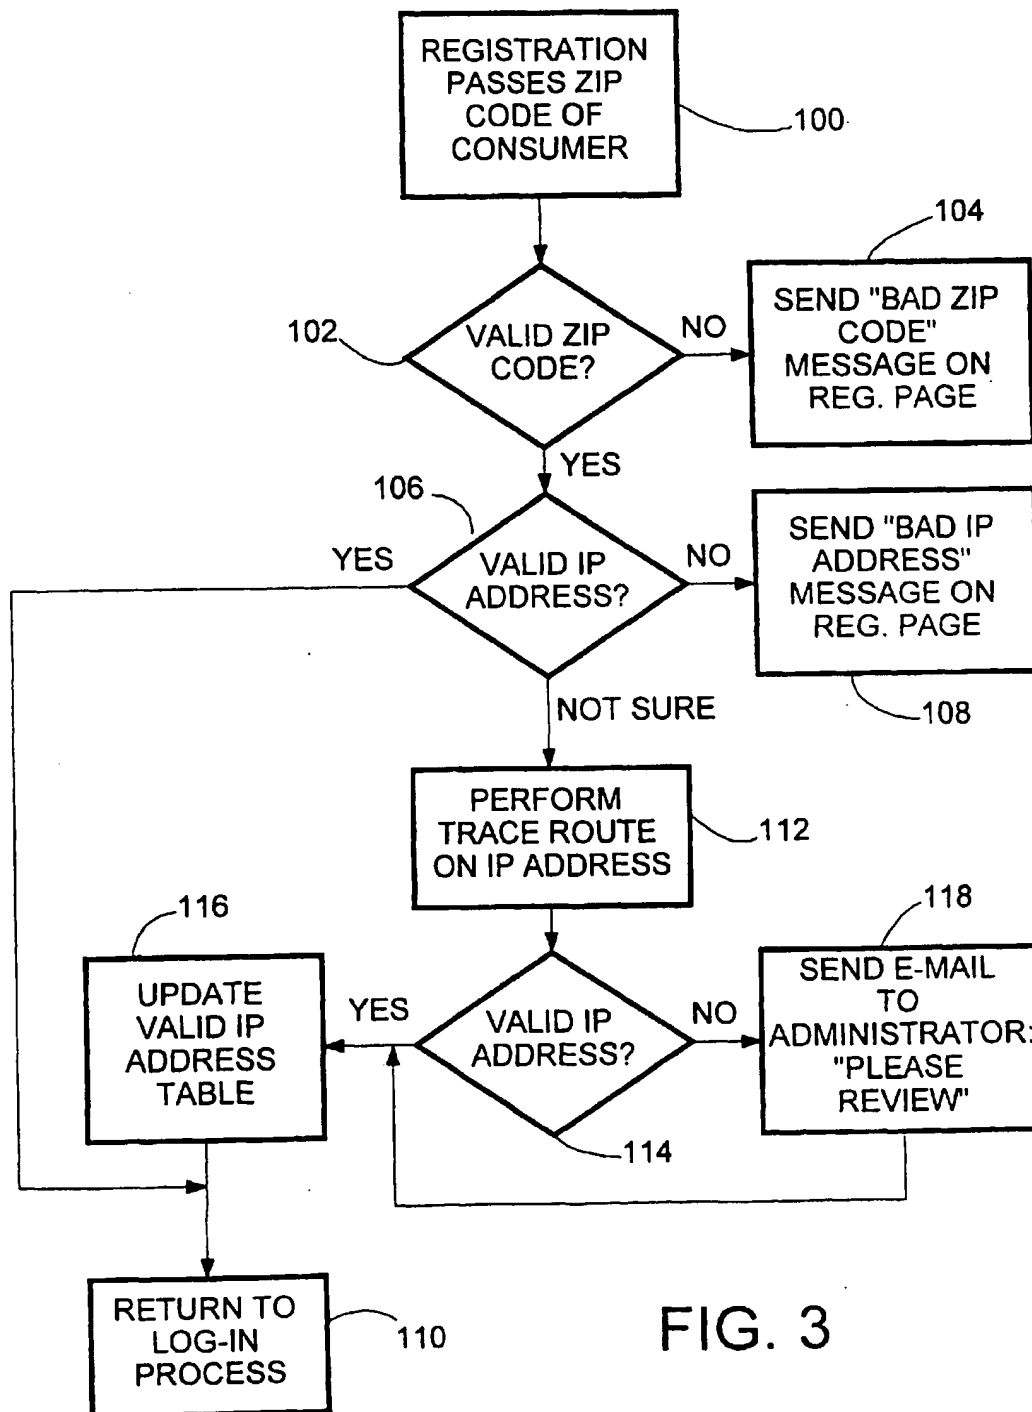 REGISTRATION
PASSES ZIP
CODE OF
CONSUMER
100
104
102
VALID ZIP
CODE?
NO
SEND "BAD ZIP
CODE"
MESSAGE ON
REG. PAGE
YES
106
YES
VALID IP
ADDRESS?
NO
SEND "BAD IP
ADDRESS"
MESSAGE ON
REG. PAGE
108
NOT SURE
PERFORM
TRACE ROUTE
ON IP ADDRESS
112
116
118
UPDATE
VALID IP
ADDRESS
TABLE
YES
VALID IP
ADDRESS?
NO
SEND E-MAIL
TO
ADMINISTRATOR:
"PLEASE
REVIEW"
114
RETURN TO
LOG-IN
PROCESS
110
FIG. 3